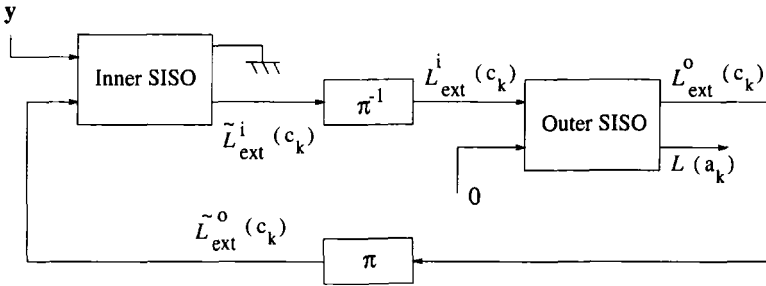 y
Inner SISO
L̃ⁱ_ext (c_k)
π⁻¹
Lⁱ_ext (c_k)
Outer SISO
Lᵒ_ext (c_k)
L (a_k)
0
L̃ᵒ_ext (c_k)
π